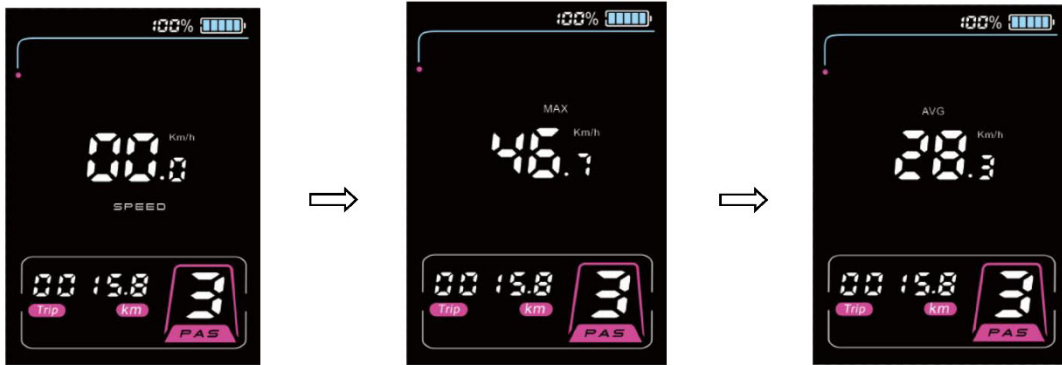 100%
Km/h
00.0
SPEED
00 15.8
Trip km
3
PAS
100%
MAX
Km/h
46.7
00 15.8
Trip km
3
PAS
100%
AVG
Km/h
28.3
00 15.8
Trip km
3
PAS